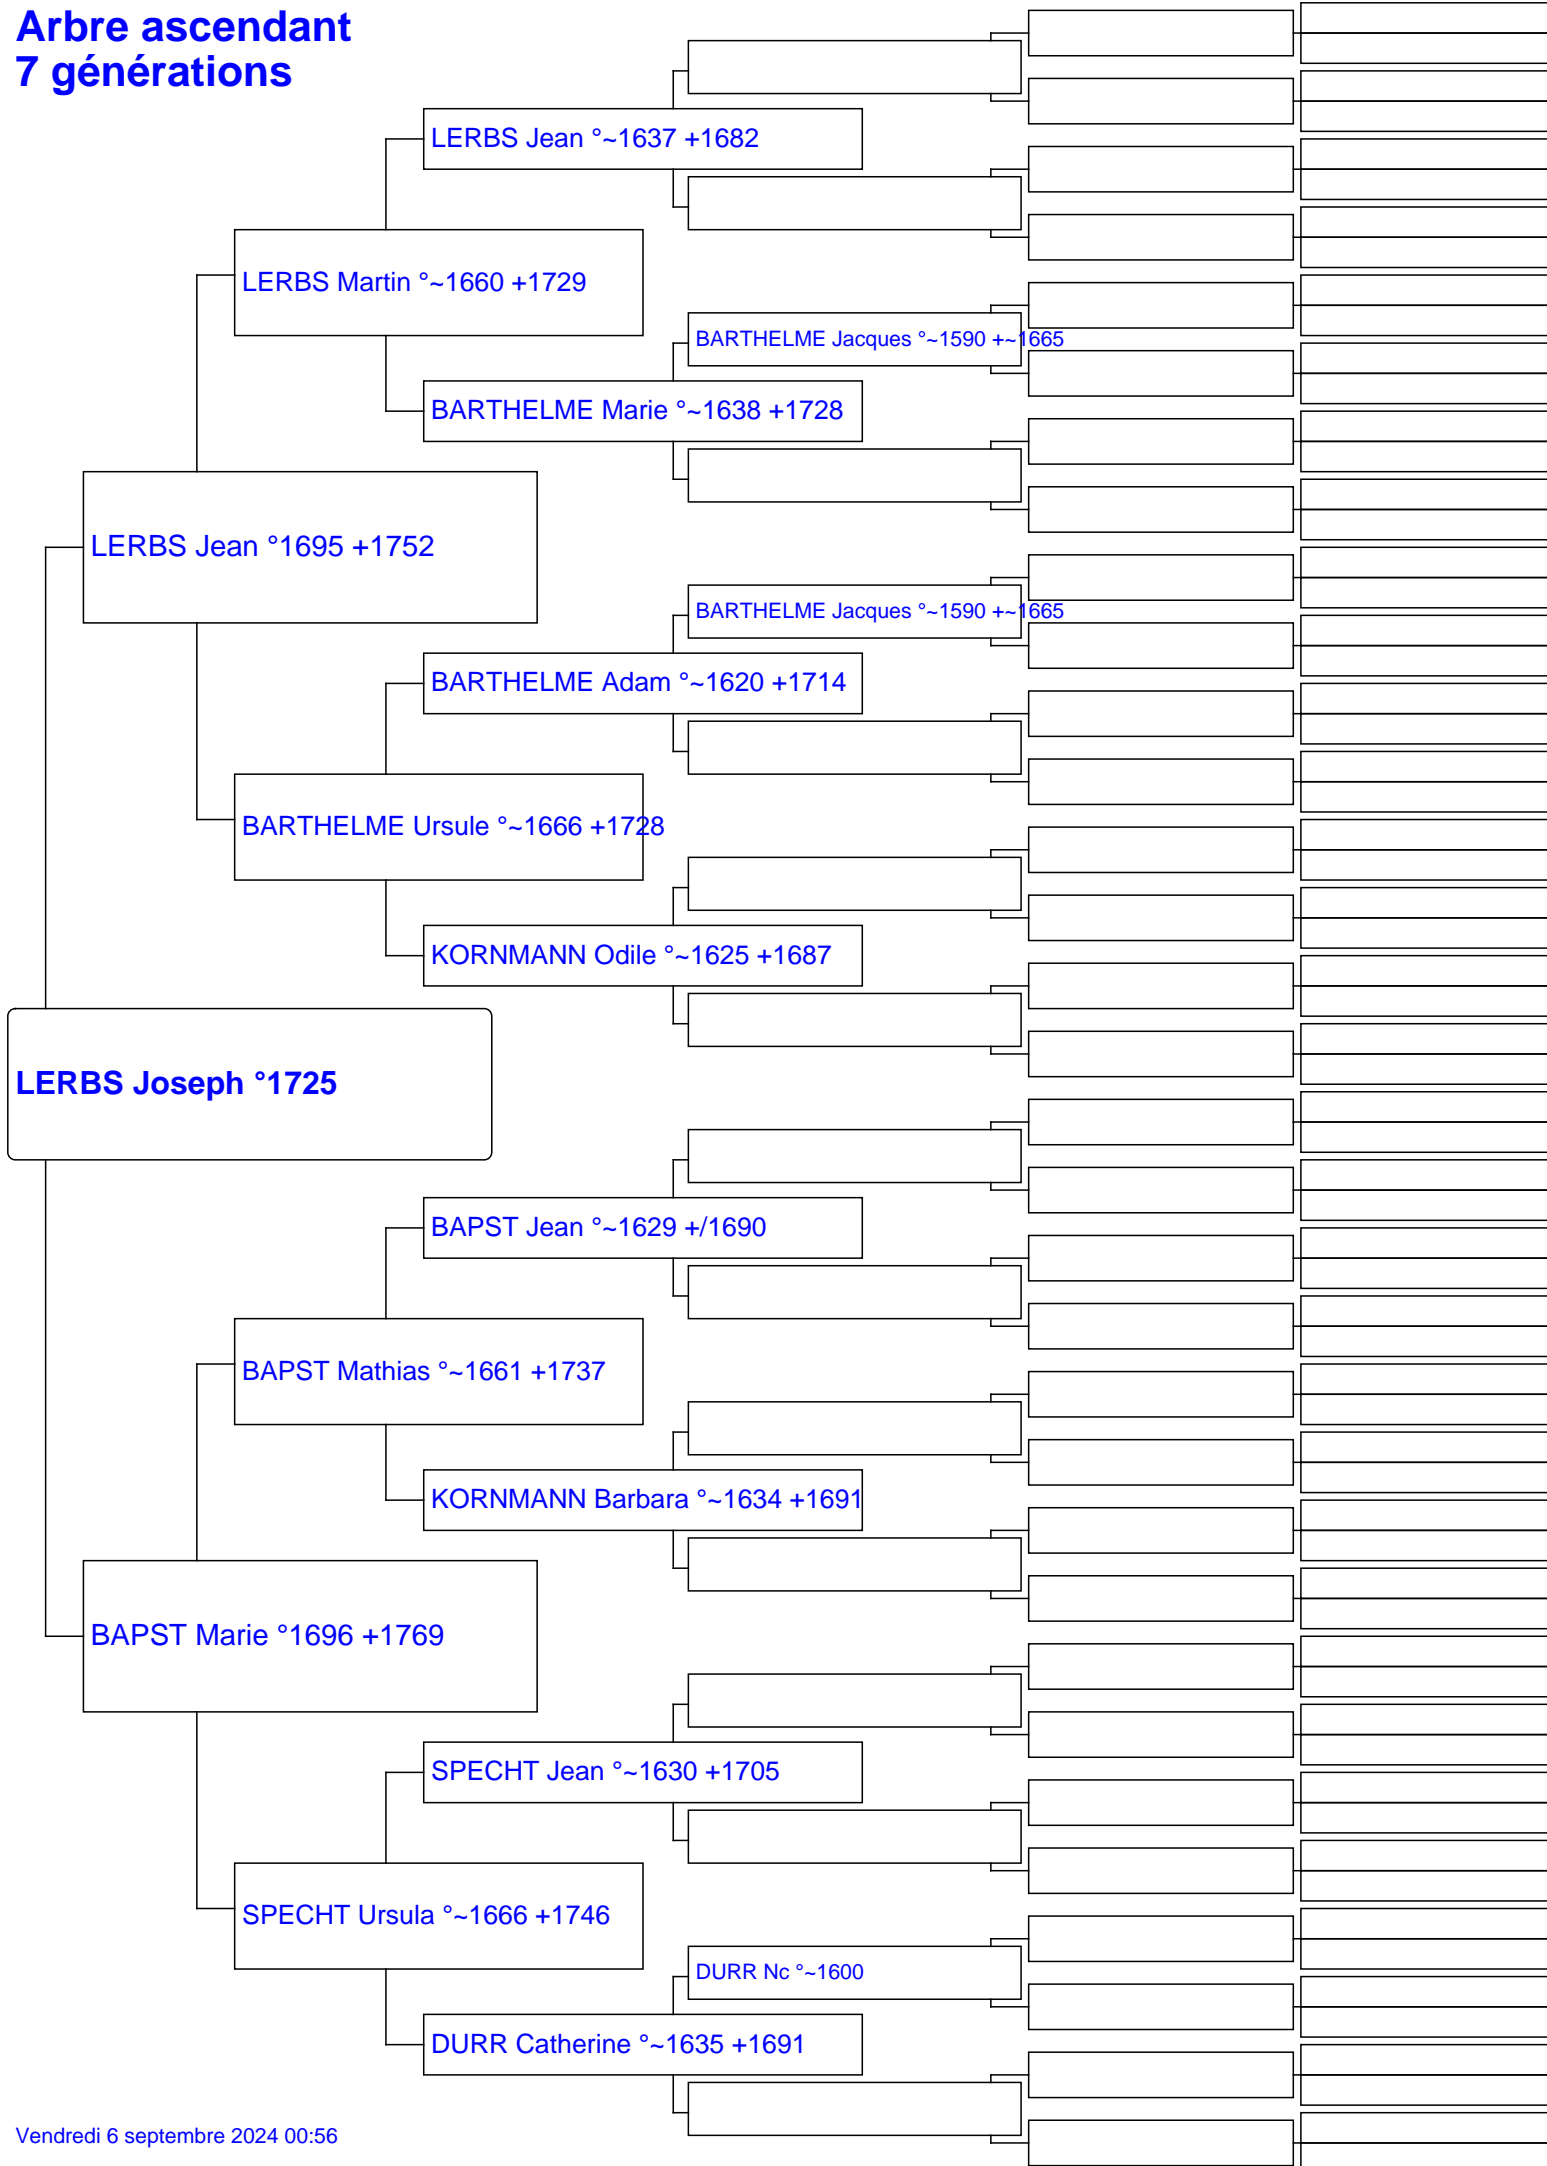 Arbre ascendant
7 générations
LERBS Jean °~1637 +1682
LERBS Martin °~1660 +1729
BARTHELME Jacques °~1590 +~1665
BARTHELME Marie °~1638 +1728
LERBS Jean °1695 +1752
BARTHELME Jacques °~1590 +~1665
BARTHELME Adam °~1620 +1714
BARTHELME Ursule °~1666 +1728
KORNMANN Odile °~1625 +1687
LERBS Joseph °1725
BAPST Jean °~1629 +/1690
BAPST Mathias °~1661 +1737
KORNMANN Barbara °~1634 +1691
BAPST Marie °1696 +1769
SPECHT Jean °~1630 +1705
SPECHT Ursula °~1666 +1746
DURR Nc °~1600
DURR Catherine °~1635 +1691
Vendredi 6 septembre 2024 00:56